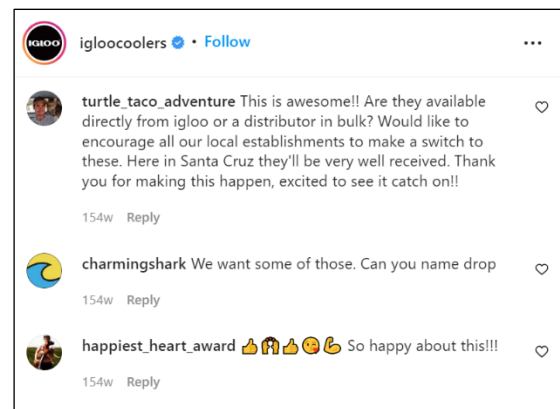 IGLOO
igloocoolers • Follow
turtle_taco_adventure This is awesome!! Are they available
directly from igloo or a distributor in bulk? Would like to
encourage all our local establishments to make a switch to
these. Here in Santa Cruz they'll be very well received. Thank
you for making this happen, excited to see it catch on!!
154w Reply
charmingshark We want some of those. Can you name drop
154w Reply
happiest_heart_award 👍🙌👍😘💪 So happy about this!!!
154w Reply